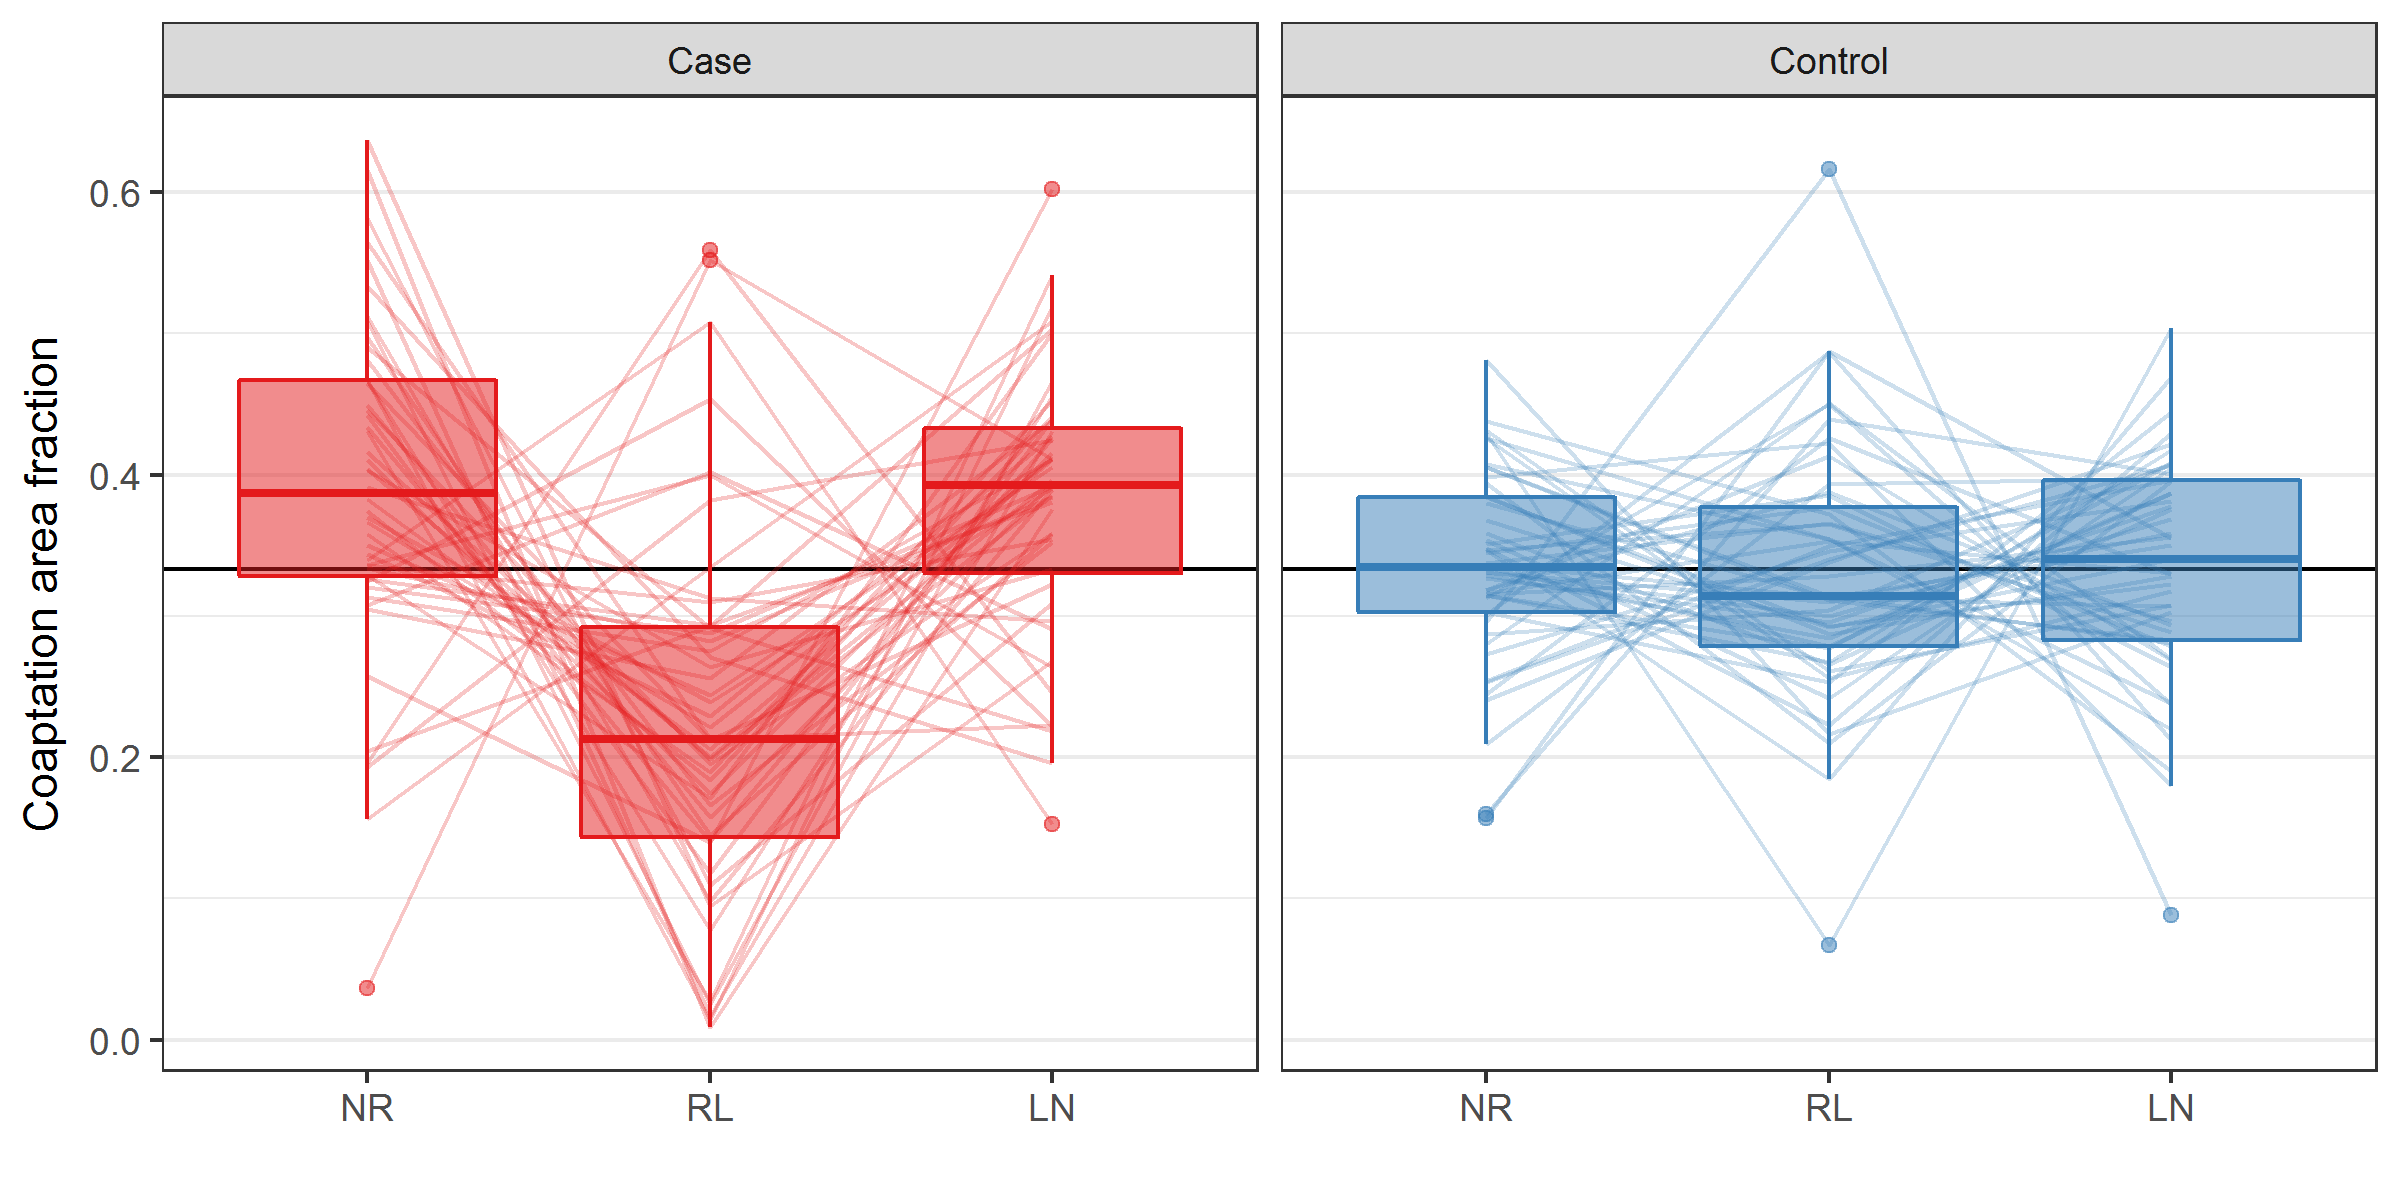 Case
Control
Coaptation area fraction
0.6
0.4
0.2
0.0
NR
RL
LN
NR
RL
LN